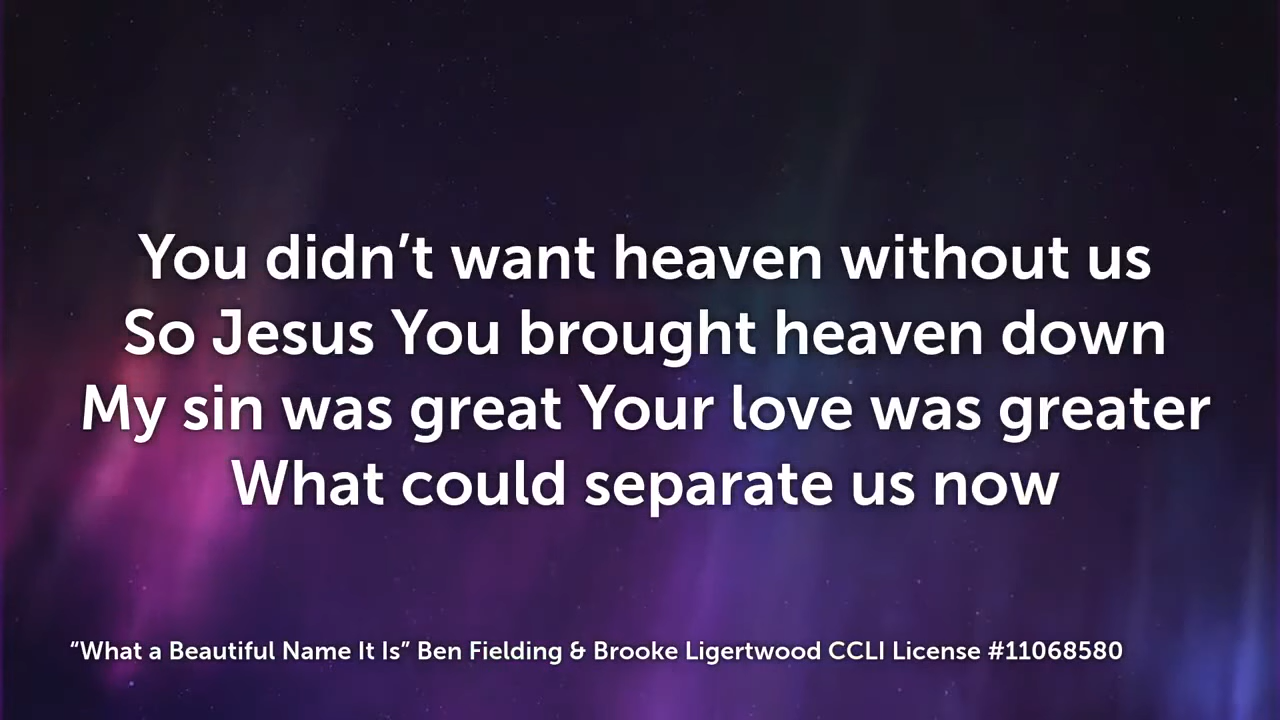 You didn’t want heaven without us
So Jesus You brought heaven down
My sin was great Your love was greater
What could separate us now
“What a Beautiful Name It Is” Ben Fielding & Brooke Ligertwood CCLI License #11068580